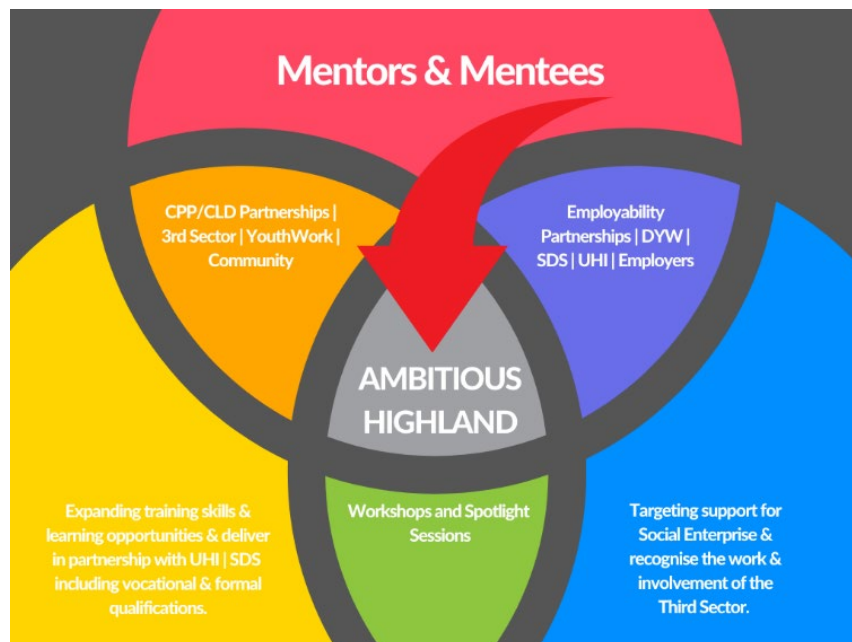 Mentors & Mentees
CPP/CLD Partnerships |
3rd Sector | YouthWork |
Community
Employability
Partnerships | DYW |
SDS | UHI | Employers
AMBITIOUS
HIGHLAND
Expanding training skills &
learning opportunities & deliver
in partnership with UHI | SDS
including vocational & formal
qualifications.
Workshops and Spotlight
Sessions
Targeting support for
Social Enterprise &
recognise the work &
involvement of the
Third Sector.